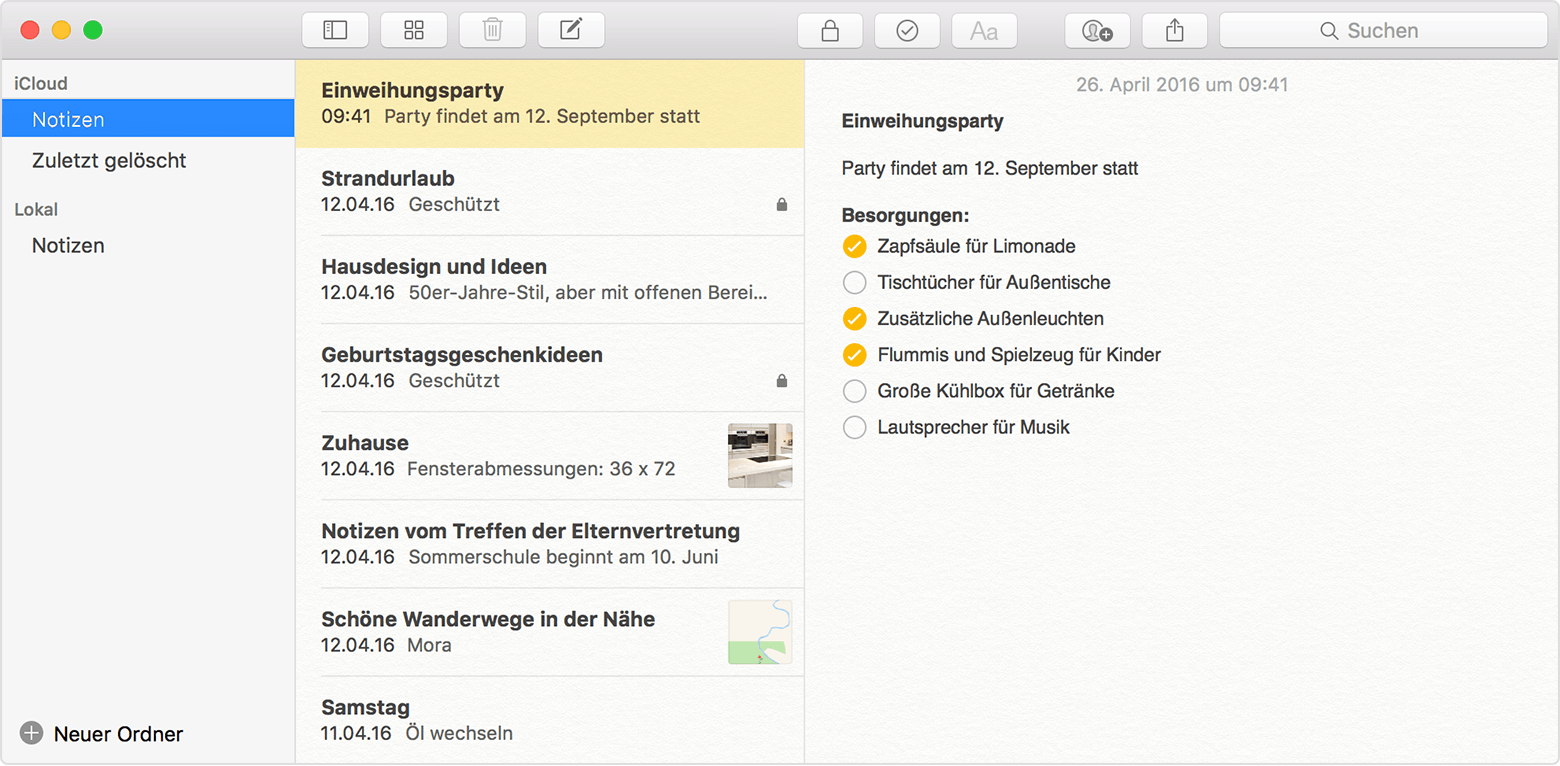 Aa
Suchen
iCloud
Notizen
Zuletzt gelöscht
Lokal
Notizen
Neuer Ordner
Einweihungsparty
09:41 Party findet am 12. September statt
Strandurlaub
12.04.16 Geschützt
Hausdesign und Ideen
12.04.16 50er-Jahre-Stil, aber mit offenen Berei...
Geburtstagsgeschenkideen
12.04.16 Geschützt
Zuhause
12.04.16 Fensterabmessungen: 36 x 72
Notizen vom Treffen der Elternvertretung
12.04.16 Sommerschule beginnt am 10. Juni
Schöne Wanderwege in der Nähe
12.04.16 Mora
Samstag
11.04.16 Öl wechseln
26. April 2016 um 09:41
Einweihungsparty
Party findet am 12. September statt
Besorgungen:
Zapfsäule für Limonade
Tischtücher für Außentische
Zusätzliche Außenleuchten
Flummis und Spielzeug für Kinder
Große Kühlbox für Getränke
Lautsprecher für Musik